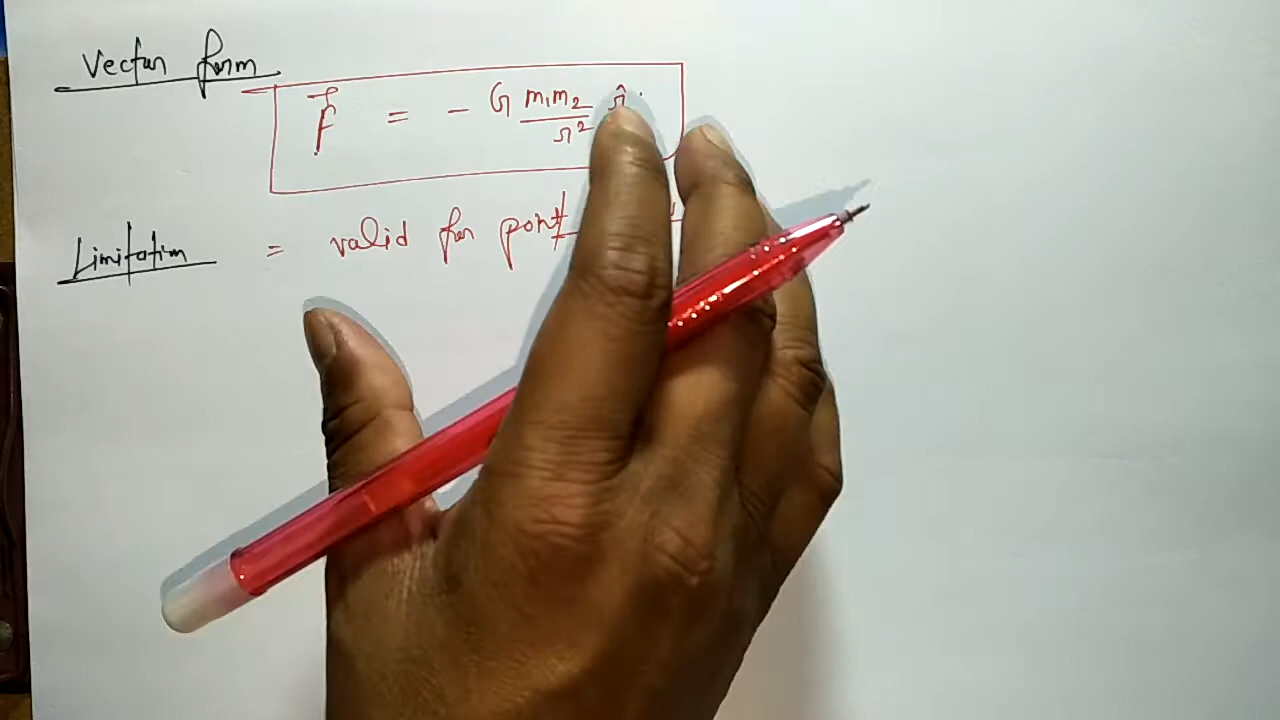 Vector form
F⃗ = - G m₁m₂/r² r̂
Limitation = valid for point